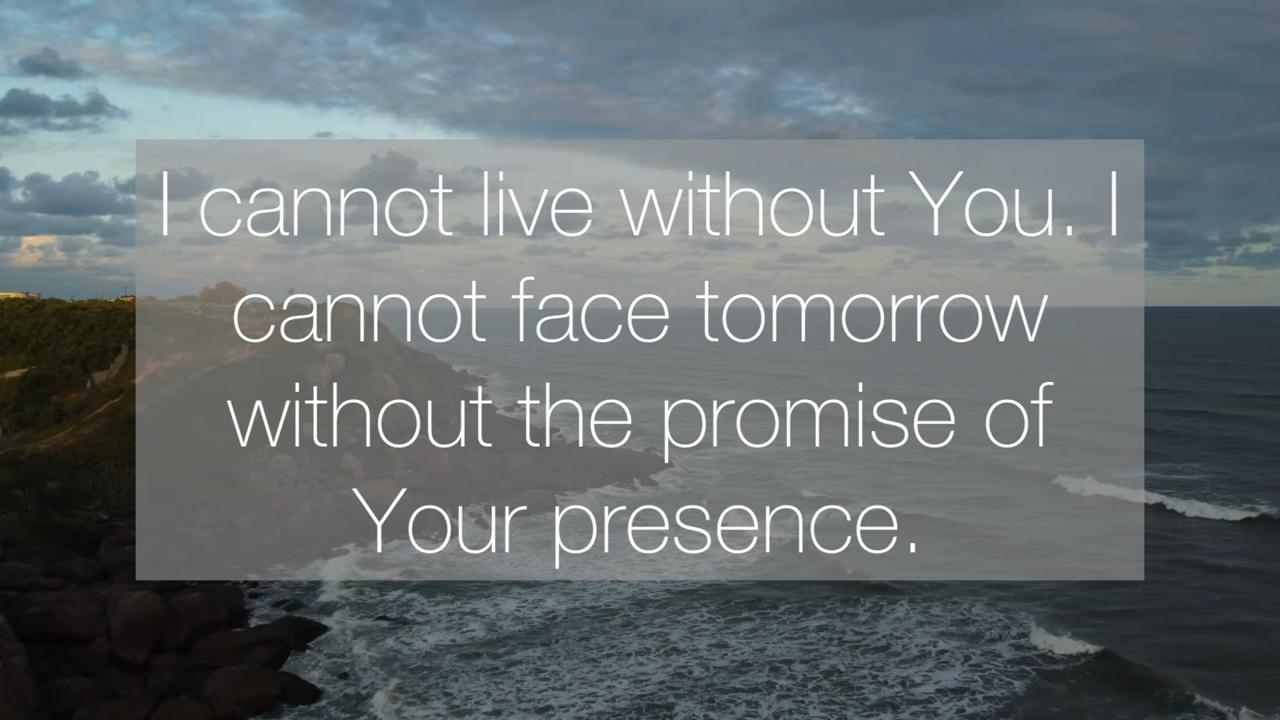 I cannot live without You. I
cannot face tomorrow
without the promise of
Your presence.